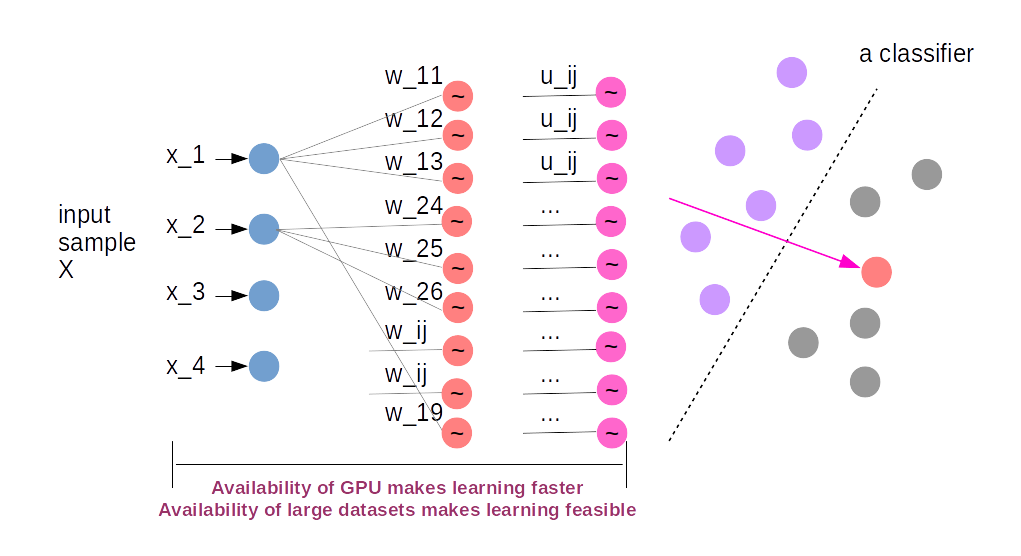 a classifier
w_11
u_ij
~
~
w_12
u_ij
~
~
x_1
w_13
u_ij
~
~
input
sample
X
x_2
w_24
...
~
~
w_25
...
~
~
x_3
w_26
...
~
~
w_ij
...
~
~
x_4
w_ij
...
~
~
w_19
...
~
~
Availability of GPU makes learning faster
Availability of large datasets makes learning feasible